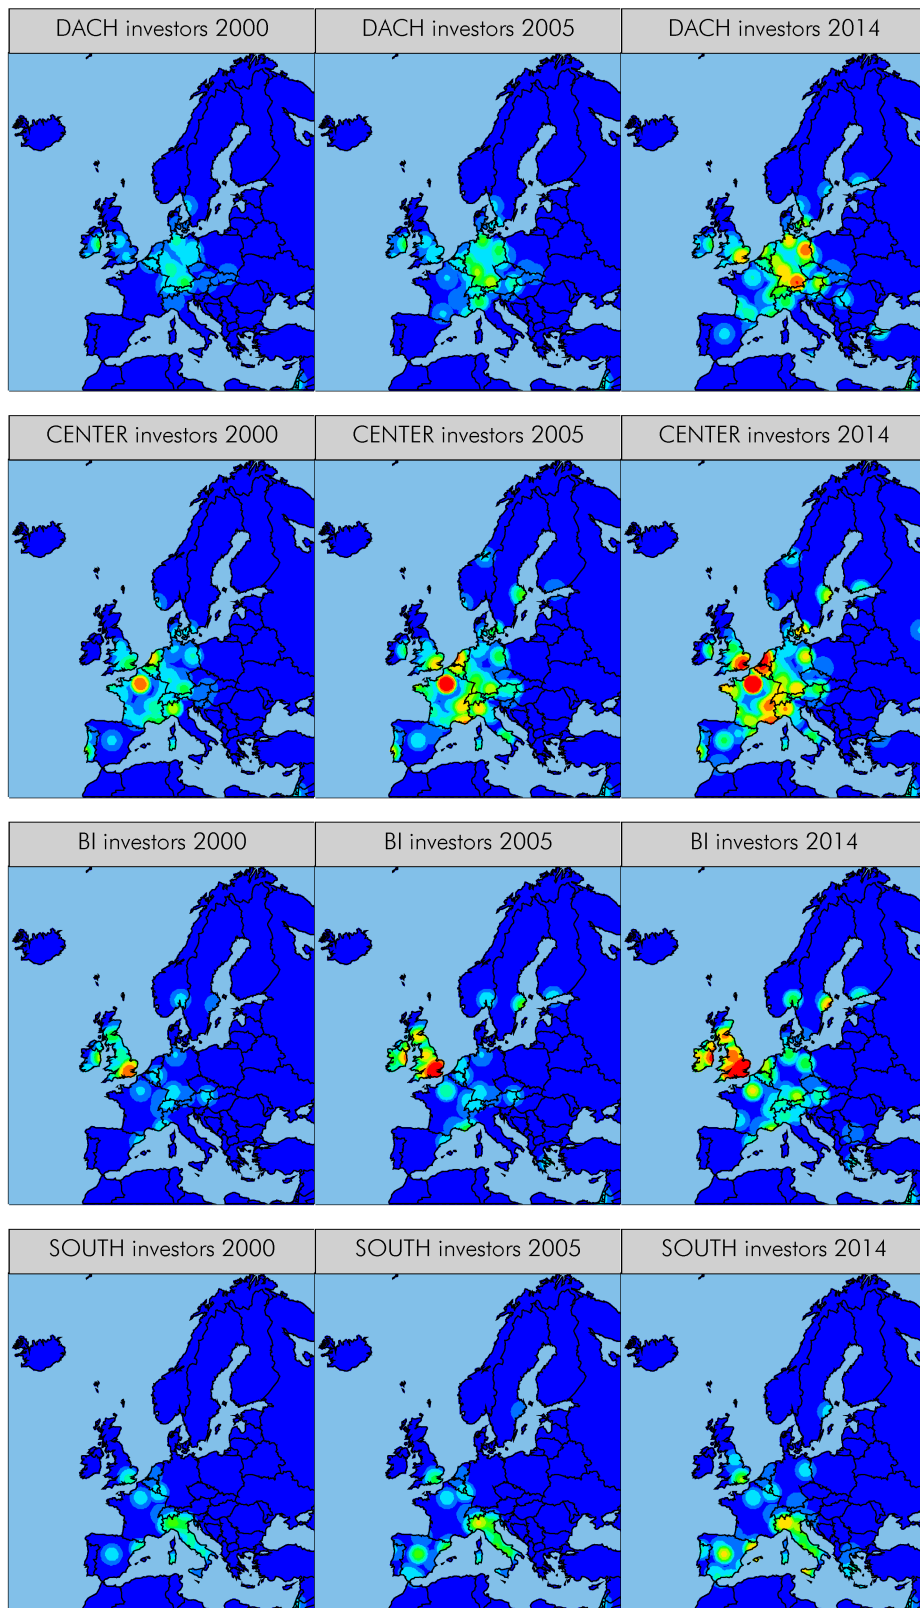 DACH investors 2000
DACH investors 2005
DACH investors 2014
CENTER investors 2000
CENTER investors 2005
CENTER investors 2014
BI investors 2000
BI investors 2005
BI investors 2014
SOUTH investors 2000
SOUTH investors 2005
SOUTH investors 2014